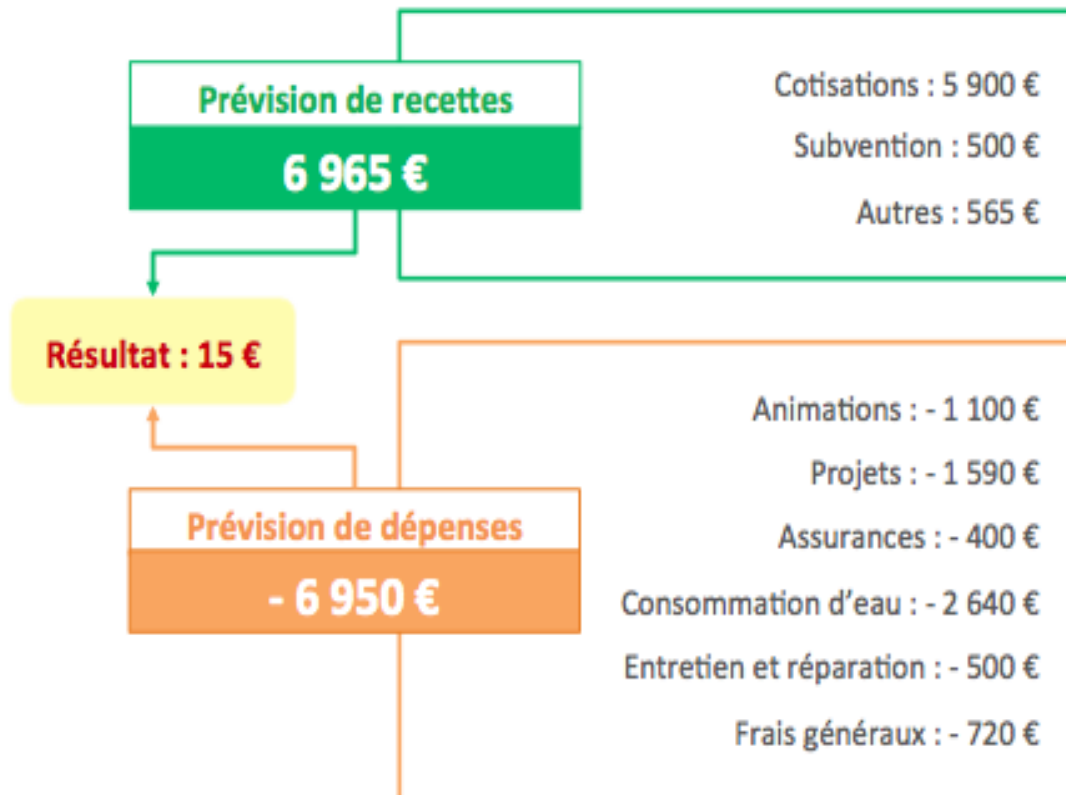 Prévision de recettes
6 965 €
Cotisations : 5 900 €
Subvention : 500 €
Autres : 565 €
Résultat : 15 €
Prévision de dépenses
- 6 950 €
Animations : - 1 100 €
Projets : - 1 590 €
Assurances : - 400 €
Consommation d’eau : - 2 640 €
Entretien et réparation : - 500 €
Frais généraux : - 720 €